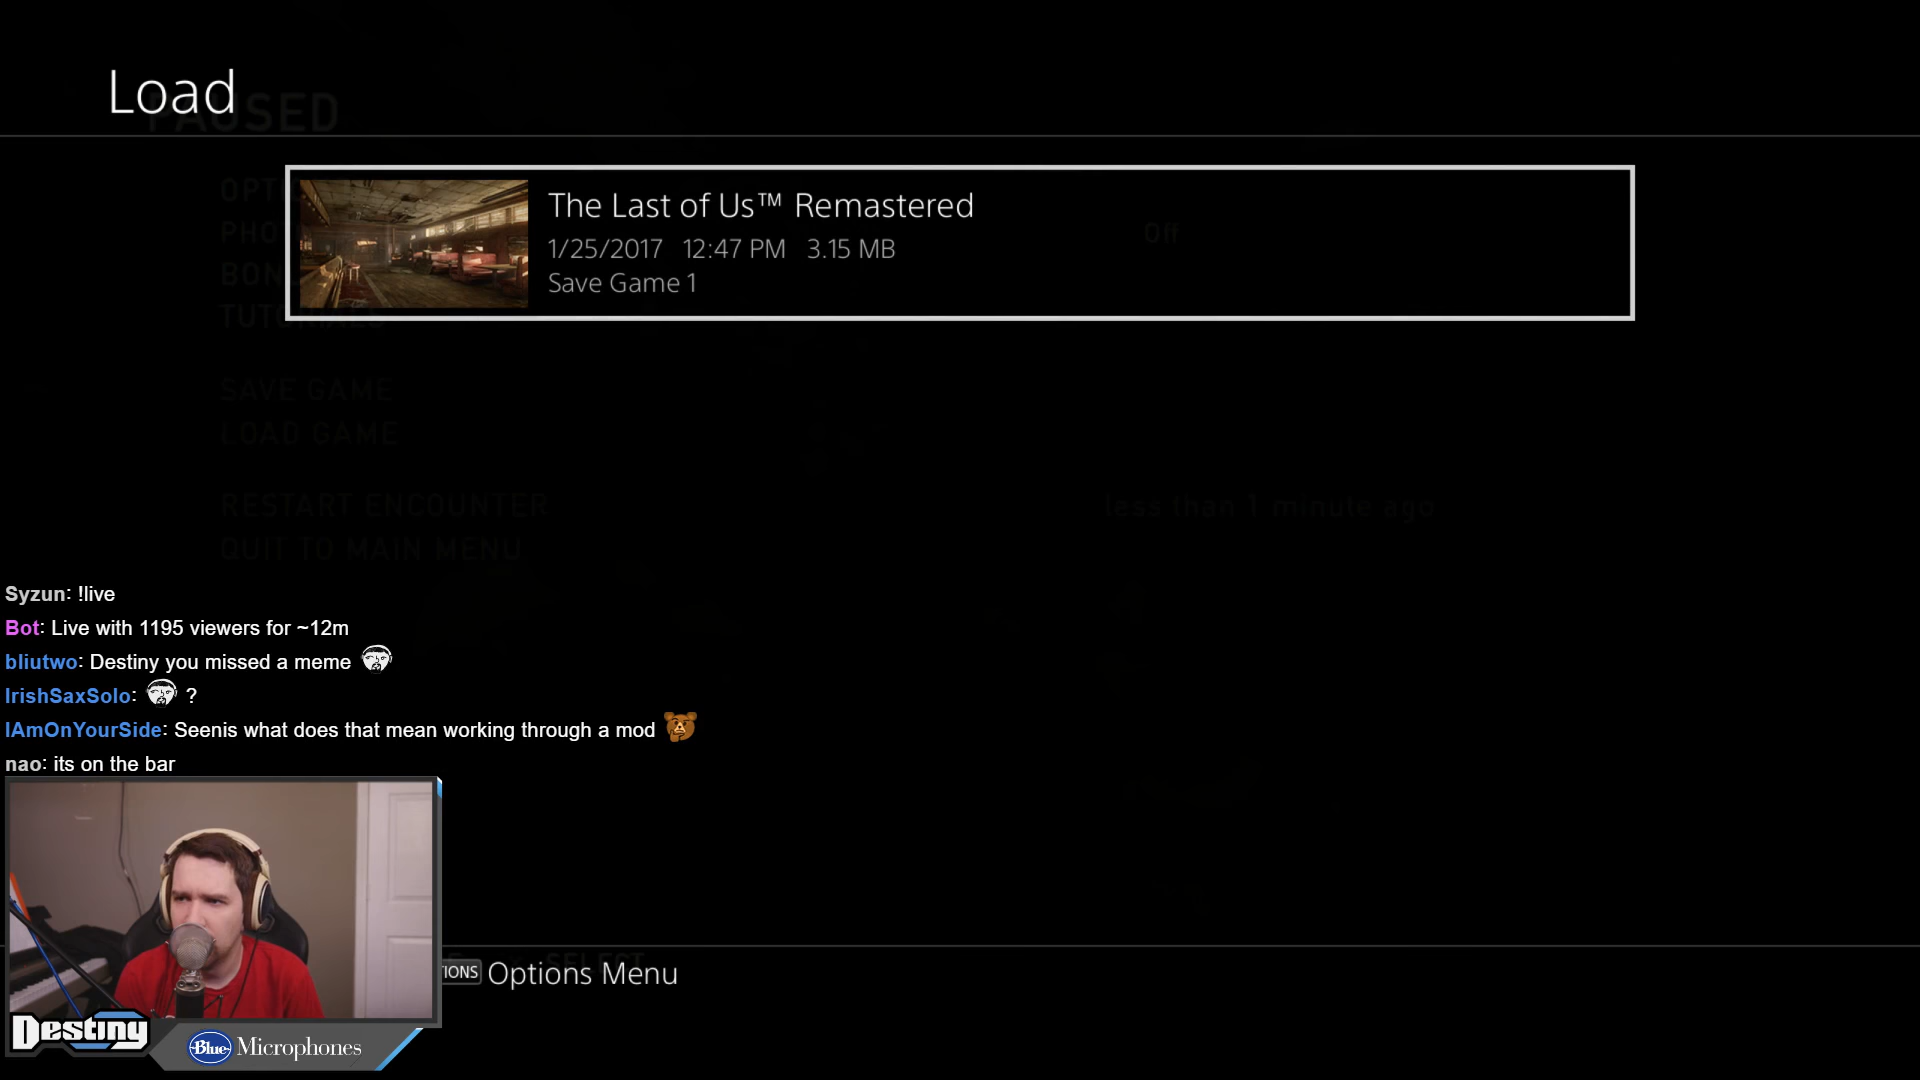 Load
PAUSED
The Last of Us™ Remastered
1/25/2017 12:47 PM 3.15 MB
Save Game 1
Off
SAVE GAME
LOAD GAME
RESTART ENCOUNTER
less than 1 minute ago
QUIT TO MAIN MENU
Syzun: !live
Bot: Live with 1195 viewers for ~12m
bliutwo: Destiny you missed a meme
IrishSaxSolo: ?
IAmOnYourSide: Seenis what does that mean working through a mod
nao: its on the bar
SELECT
Options Menu
Destiny
Blue Microphones